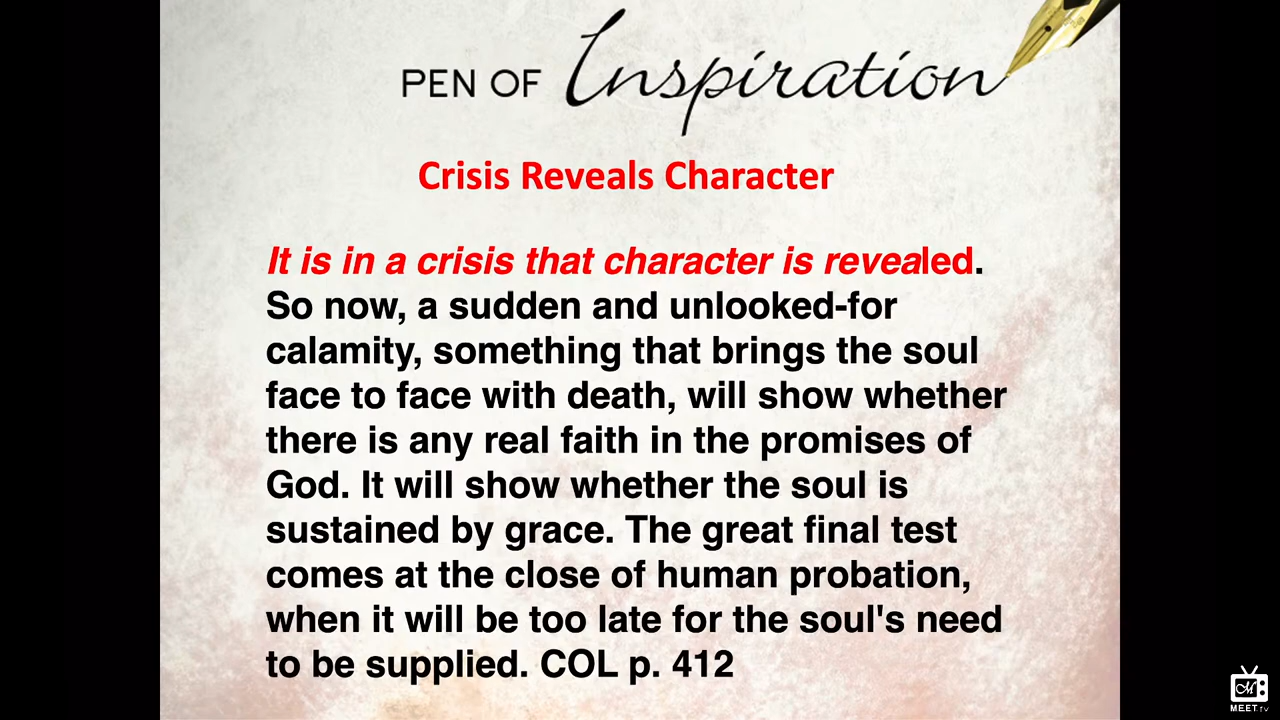 PEN OF Inspiration
Crisis Reveals Character
It is in a crisis that character is revealed.
So now, a sudden and unlooked-for
calamity, something that brings the soul
face to face with death, will show whether
there is any real faith in the promises of
God. It will show whether the soul is
sustained by grace. The great final test
comes at the close of human probation,
when it will be too late for the soul's need
to be supplied. COL p. 412
M
MEET.TV